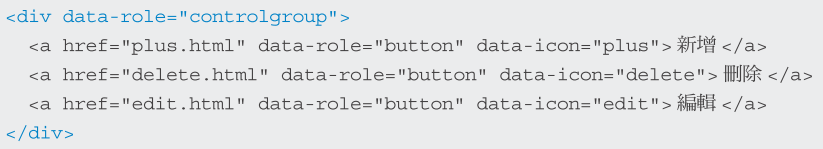 <div data-role="controlgroup">
  <a href="plus.html" data-role="button" data-icon="plus">新增</a>
  <a href="delete.html" data-role="button" data-icon="delete">刪除</a>
  <a href="edit.html" data-role="button" data-icon="edit">編輯</a>
</div>